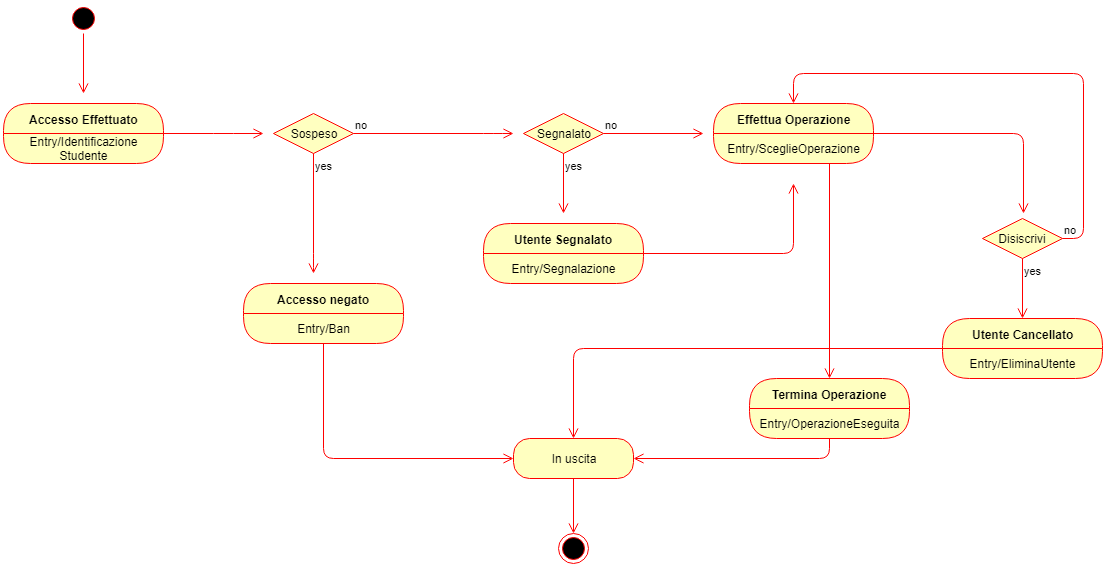 Accesso Effettuato
Entry/Identificazione
Studente
Sospeso
no
yes
Segnalato
no
yes
Effettua Operazione
Entry/ScegliеOperazione
Utente Segnalato
Entry/Segnalazione
Disiscrivi
no
yes
Accesso negato
Entry/Ban
Utente Cancellato
Entry/EliminaUtente
Termina Operazione
Entry/OperazioneEseguita
In uscita